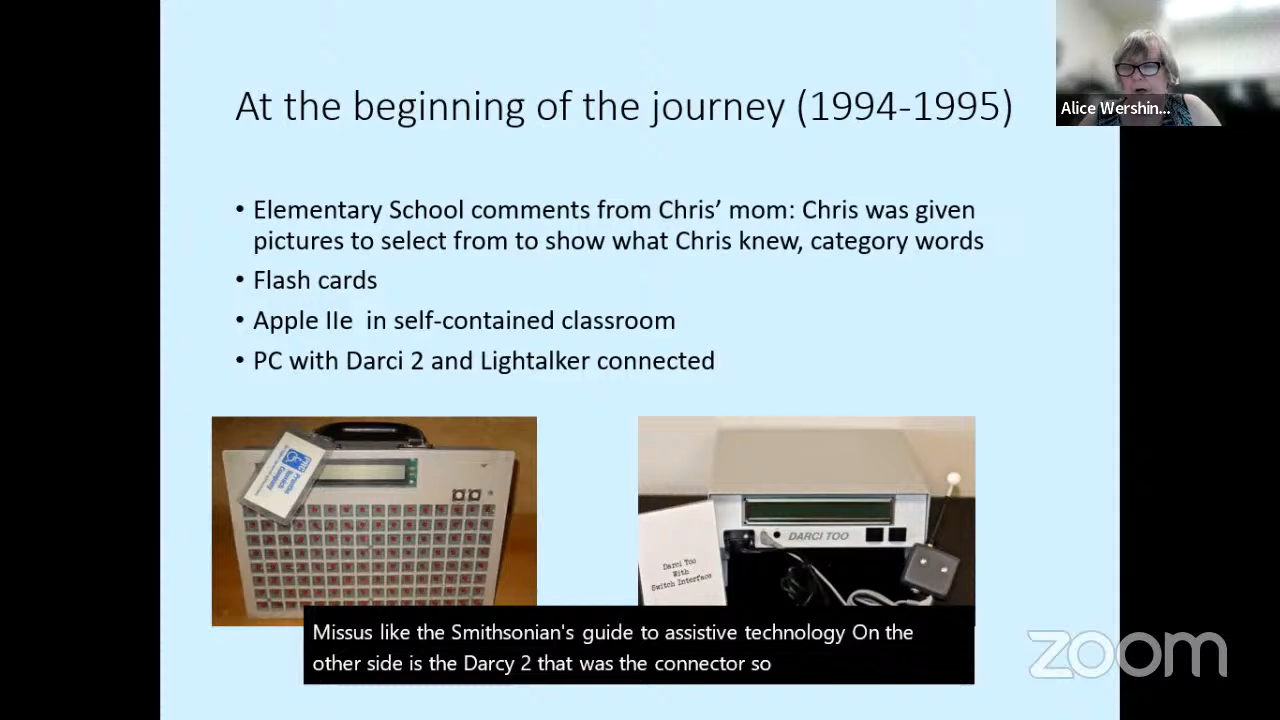 At the beginning of the journey (1994-1995)
Alice Wershin...
• Elementary School comments from Chris’ mom: Chris was given
pictures to select from to show what Chris knew, category words
• Flash cards
• Apple IIe in self-contained classroom
• PC with Darci 2 and Lightalker connected
Prentke
Romich
Company
DARCI TOO
Darci Too
With
Switch Interface
Missus like the Smithsonian's guide to assistive technology On the
other side is the Darcy 2 that was the connector so
zoom